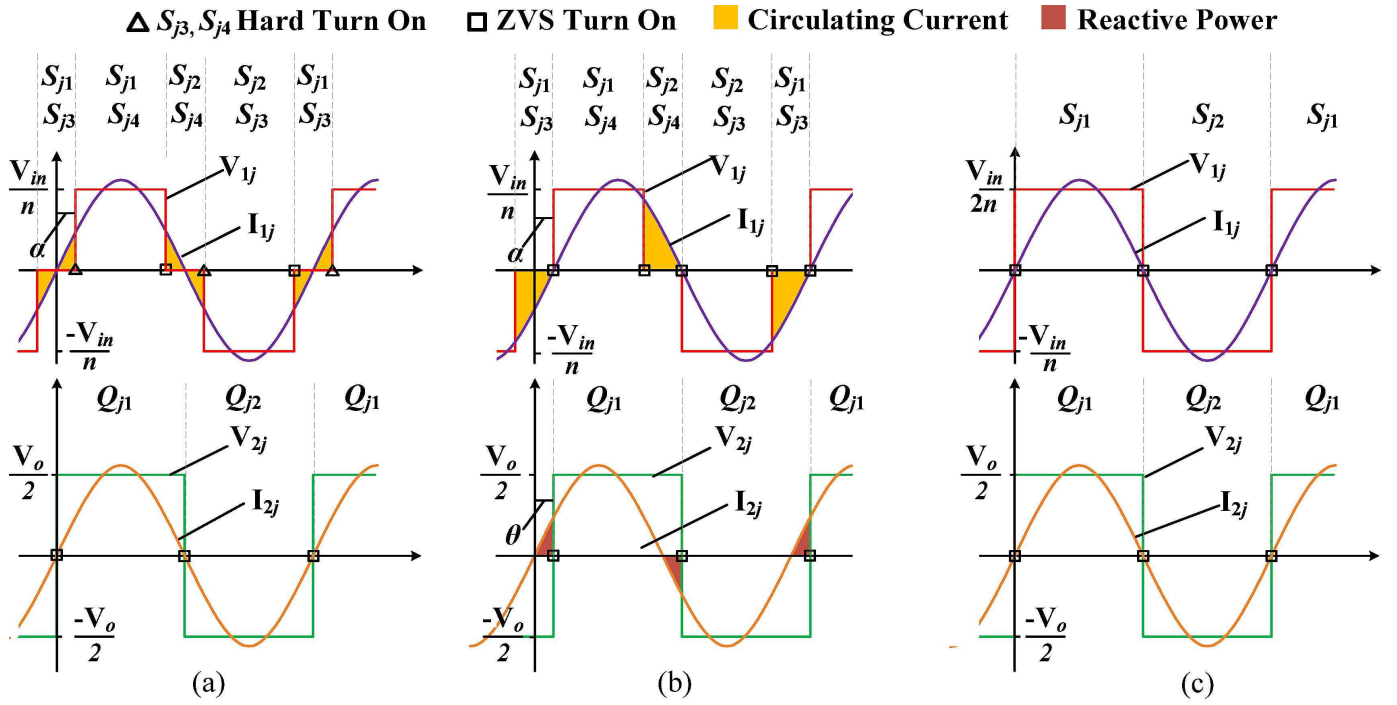 S_j3, S_j4 Hard Turn On ZVS Turn On Circulating Current Reactive Power
S_j1 S_j1 S_j2 S_j2 S_j1
S_j3 S_j4 S_j4 S_j3 S_j3
V_in
n
V_1j
α
I_1j
-V_in
n
Q_j1 Q_j2 Q_j1
V_o
2
V_2j
I_2j
-V_o
2
(a)
S_j1 S_j1 S_j2 S_j2 S_j1
S_j3 S_j4 S_j4 S_j3 S_j3
V_in
n
V_1j
α
I_1j
-V_in
n
Q_j1 Q_j2 Q_j1
V_o
2
V_2j
θ
I_2j
-V_o
2
(b)
S_j1 S_j2 S_j1
V_in
2n
V_1j
I_1j
-V_in
n
Q_j1 Q_j2 Q_j1
V_o
2
V_2j
I_2j
-V_o
2
(c)